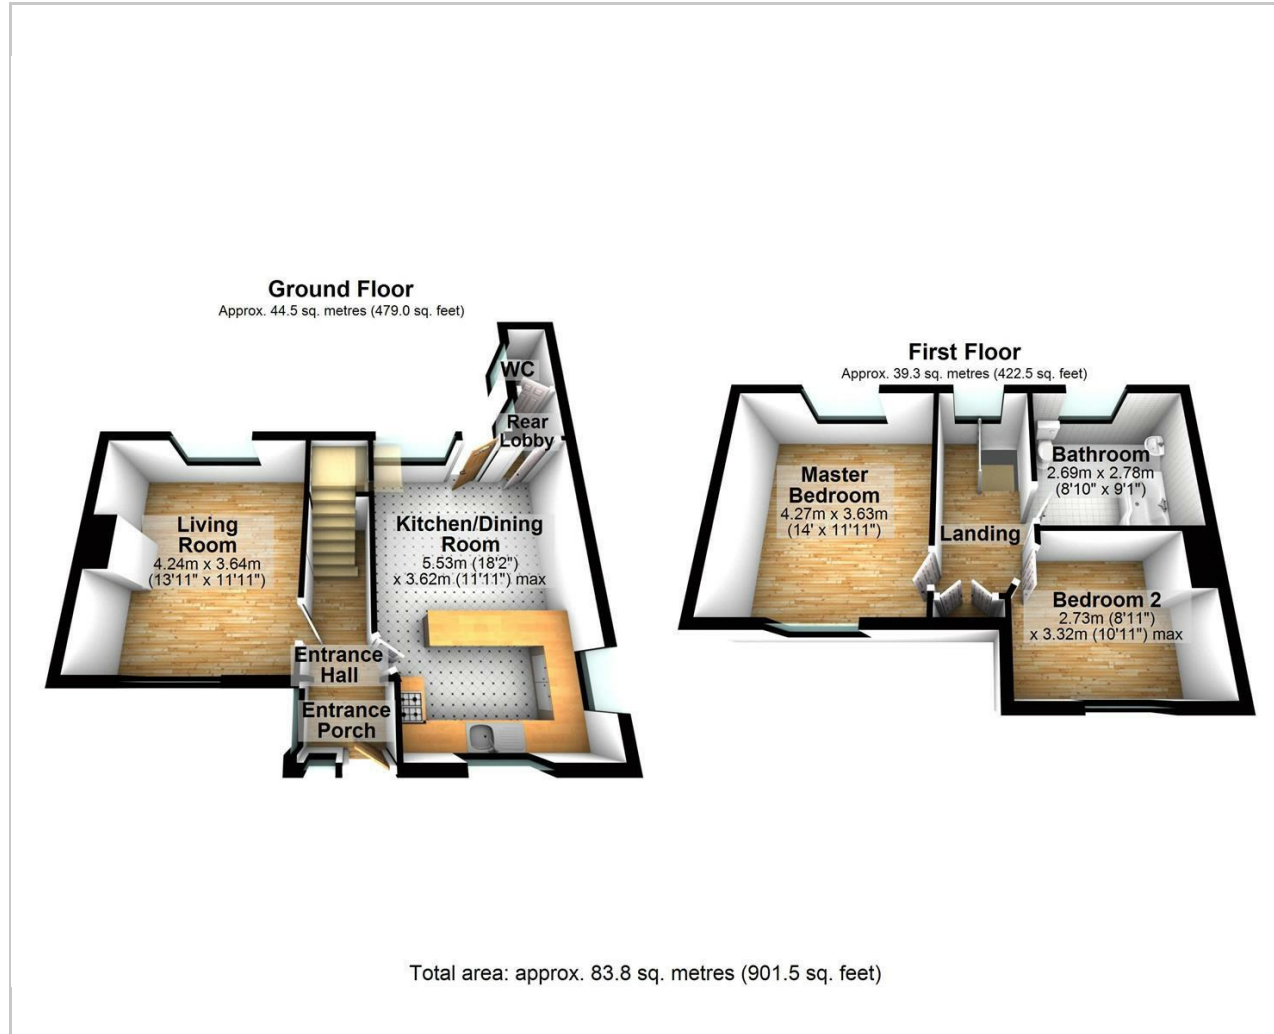 Ground Floor
Approx. 44.5 sq. metres (479.0 sq. feet)
WC
Rear
Lobby
Living
Room
4.24m x 3.64m
(13'11" x 11'11")
Kitchen/Dining
Room
5.53m (18'2")
x 3.62m (11'11") max
Entrance
Hall
Entrance
Porch
First Floor
Approx. 39.3 sq. metres (422.5 sq. feet)
Master
Bedroom
4.27m x 3.63m
(14' x 11'11")
Landing
Bathroom
2.69m x 2.78m
(8'10" x 9'1")
Bedroom 2
2.73m (8'11")
x 3.32m (10'11") max
Total area: approx. 83.8 sq. metres (901.5 sq. feet)